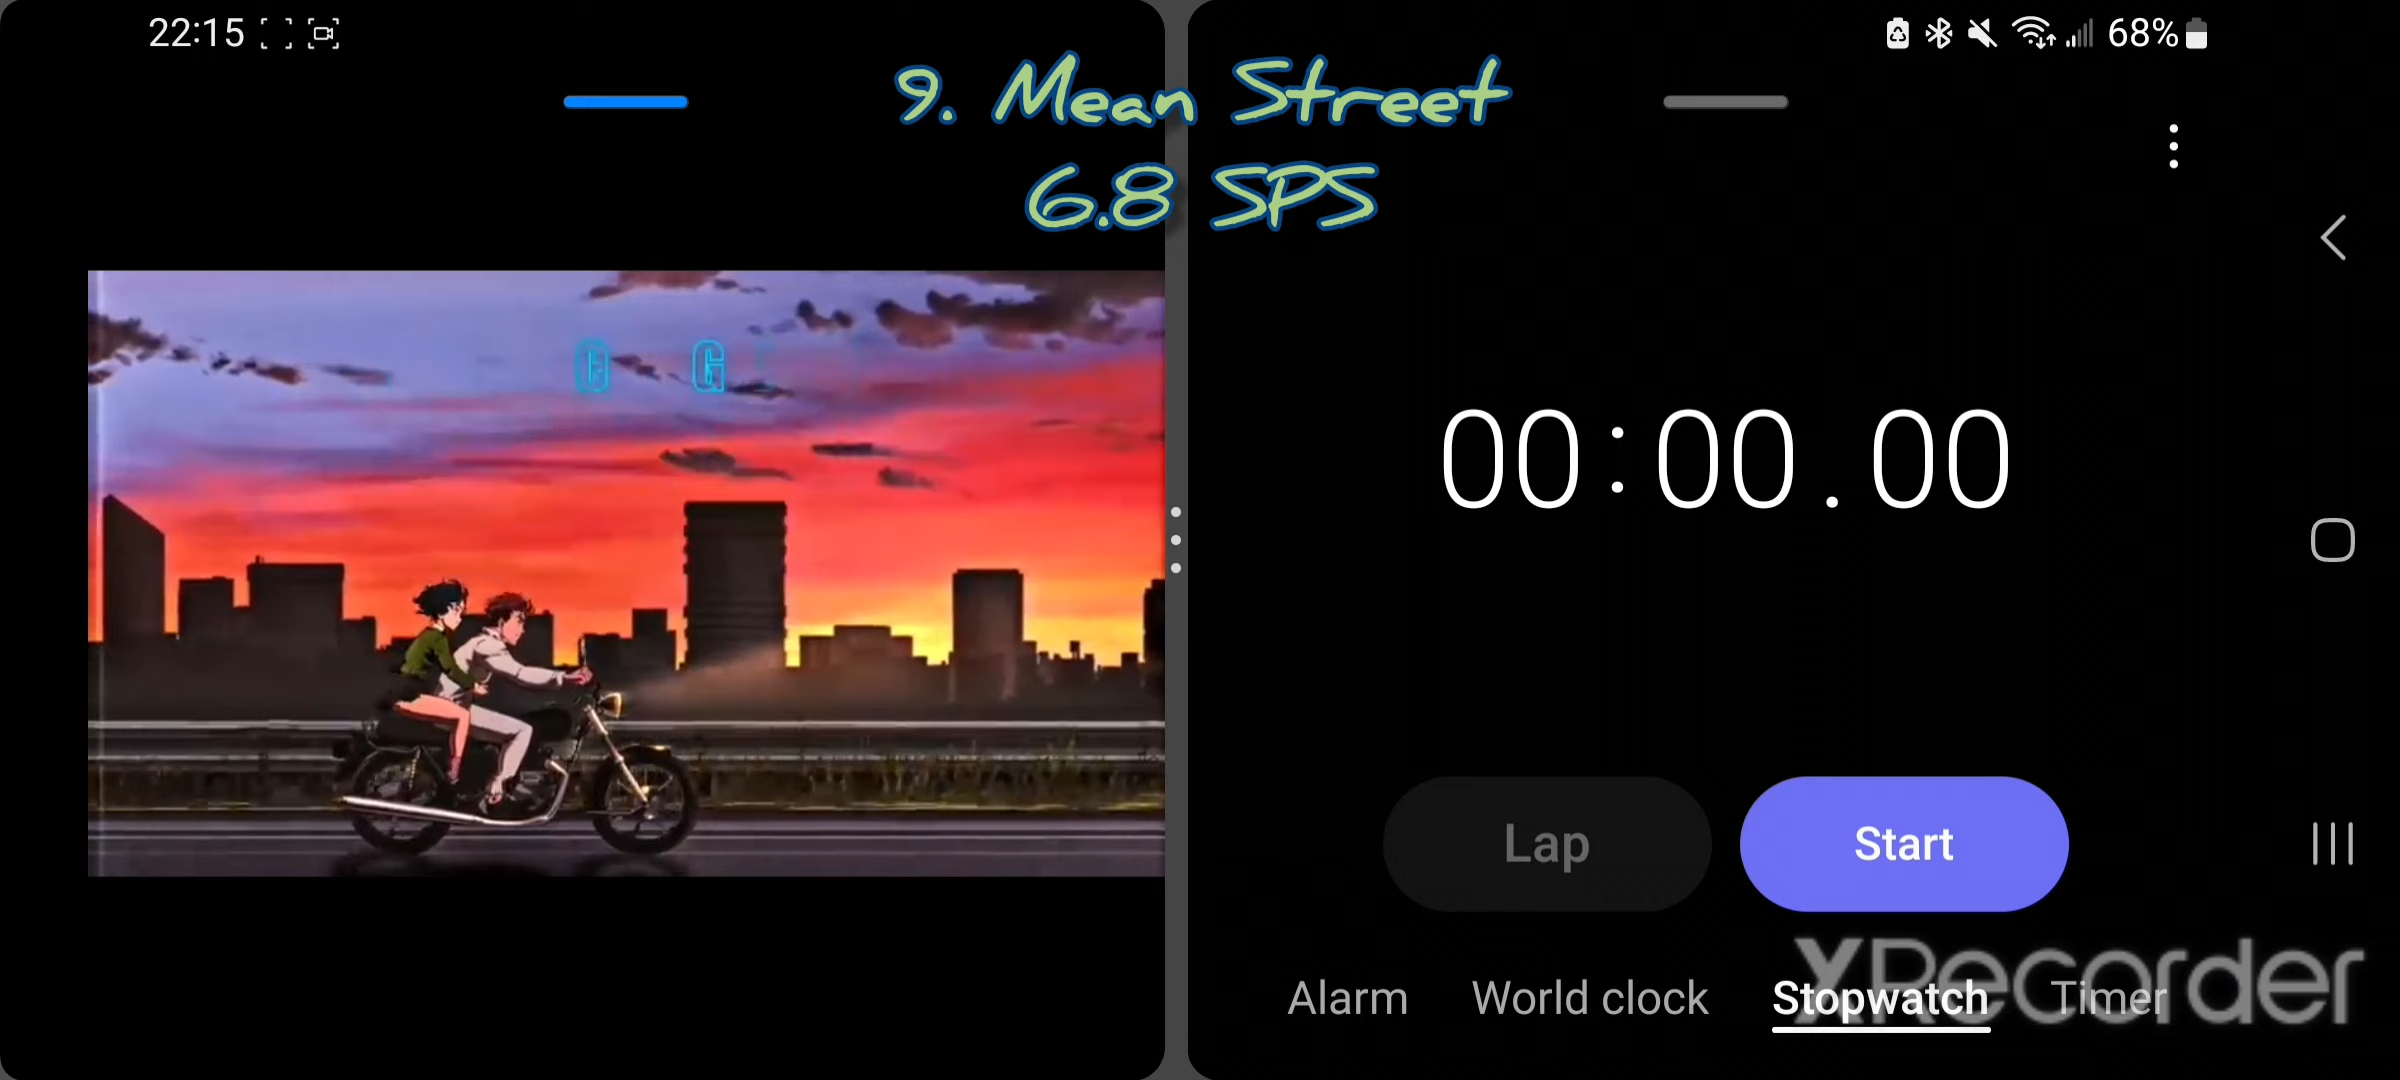 22:15
68%
9. Mean Street
6.8 SPS
G
00:00.00
Lap
Start
Alarm
World clock
Stopwatch
Timer
XRecorder